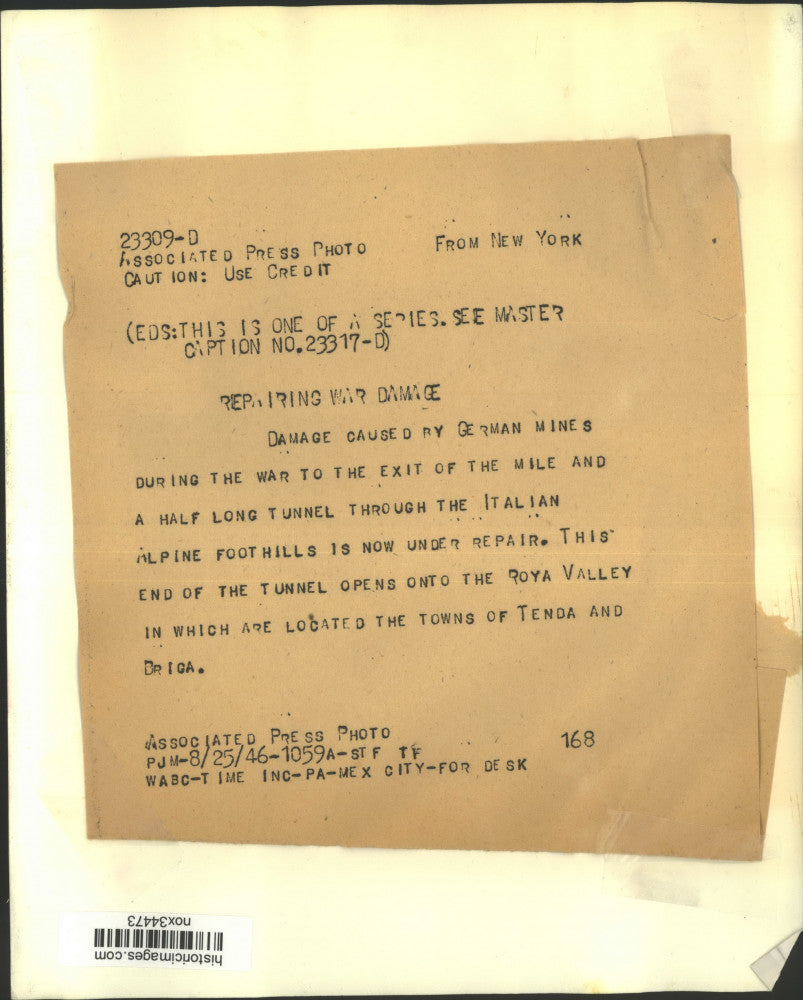 23309-D
ASSOCIATED PRESS PHOTO FROM NEW YORK
CAUTION: USE CREDIT
(EDS:THIS IS ONE OF A SERIES. SEE MASTER
CAPTION NO.23317-D)
REPAIRING WAR DAMAGE
DAMAGE CAUSED BY GERMAN MINES
DURING THE WAR TO THE EXIT OF THE MILE AND
A HALF LONG TUNNEL THROUGH THE ITALIAN
ALPINE FOOTHILLS IS NOW UNDER REPAIR. THIS
END OF THE TUNNEL OPENS ONTO THE ROYA VALLEY
IN WHICH ARE LOCATED THE TOWNS OF TENDA AND
BRIGA.
ASSOCIATED PRESS PHOTO 168
PJM-8/25/46-1059A-STF TF
WABC-TIME INC-PA-MEX CITY-FOR DESK
historicimages.com
nox34473